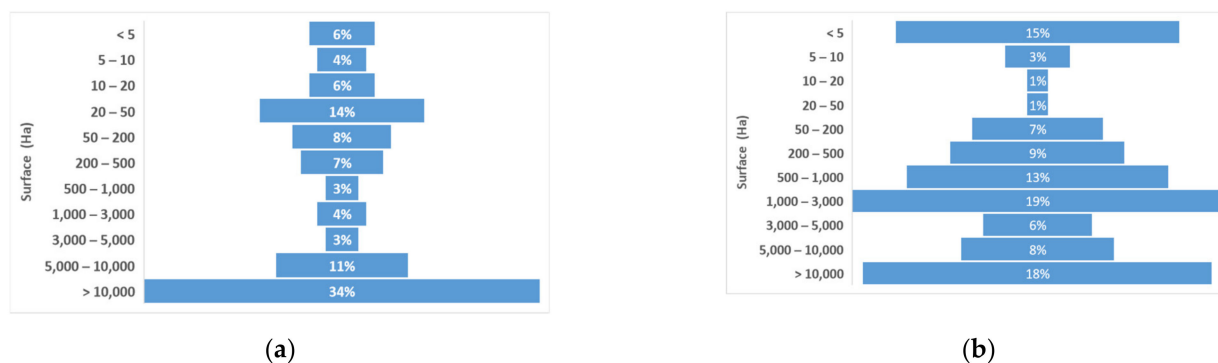 Surface (Ha)
< 5 6%
5 – 10 4%
10 – 20 6%
20 – 50 14%
50 – 200 8%
200 – 500 7%
500 – 1,000 3%
1,000 – 3,000 4%
3,000 – 5,000 3%
5,000 – 10,000 11%
> 10,000 34%
(a)
Surface (Ha)
< 5 15%
5 – 10 3%
10 – 20 1%
20 – 50 1%
50 – 200 7%
200 – 500 9%
500 – 1,000 13%
1,000 – 3,000 19%
3,000 – 5,000 6%
5,000 – 10,000 8%
> 10,000 18%
(b)